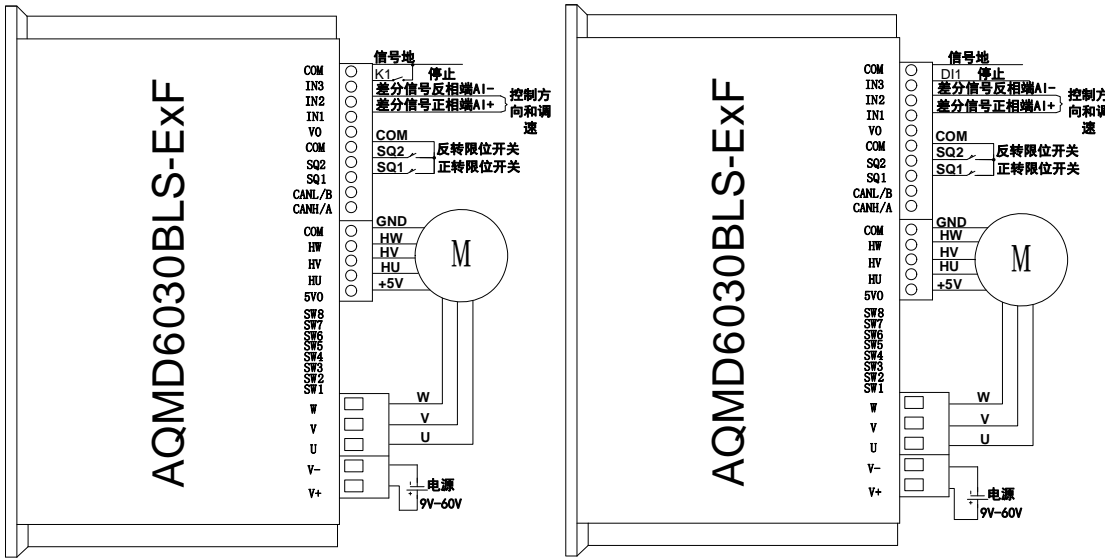 AQMD6030BLS-ExF
COM
IN3
IN2
IN1
VO
COM
SQ2
SQ1
CANL/B
CANH/A
COM
HW
HV
HU
5VO
SW8
SW7
SW6
SW5
SW4
SW3
SW2
SW1
W
V
U
V-
V+
信号地
K1 停止
差分信号反相端AI-
差分信号正相端AI+
控制方
向和调
速
COM
SQ2 反转限位开关
SQ1 正转限位开关
GND
HW
HV
HU
+5V
M
W
V
U
电源
9V-60V
AQMD6030BLS-ExF
COM
IN3
IN2
IN1
VO
COM
SQ2
SQ1
CANL/B
CANH/A
COM
HW
HV
HU
5VO
SW8
SW7
SW6
SW5
SW4
SW3
SW2
SW1
W
V
U
V-
V+
信号地
DI1 停止
差分信号反相端AI-
差分信号正相端AI+
控制方
向和调
速
COM
SQ2 反转限位开关
SQ1 正转限位开关
GND
HW
HV
HU
+5V
M
W
V
U
电源
9V-60V